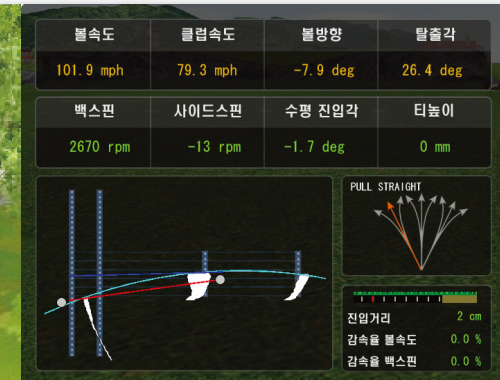 볼속도 클럽속도 볼방향 탈출각
101.9 mph 79.3 mph -7.9 deg 26.4 deg
백스핀 사이드스핀 수평 진입각 티높이
2670 rpm -13 rpm -1.7 deg 0 mm
PULL STRAIGHT
진입거리 2 cm
감속율 볼속도 0.0 %
감속율 백스핀 0.0 %